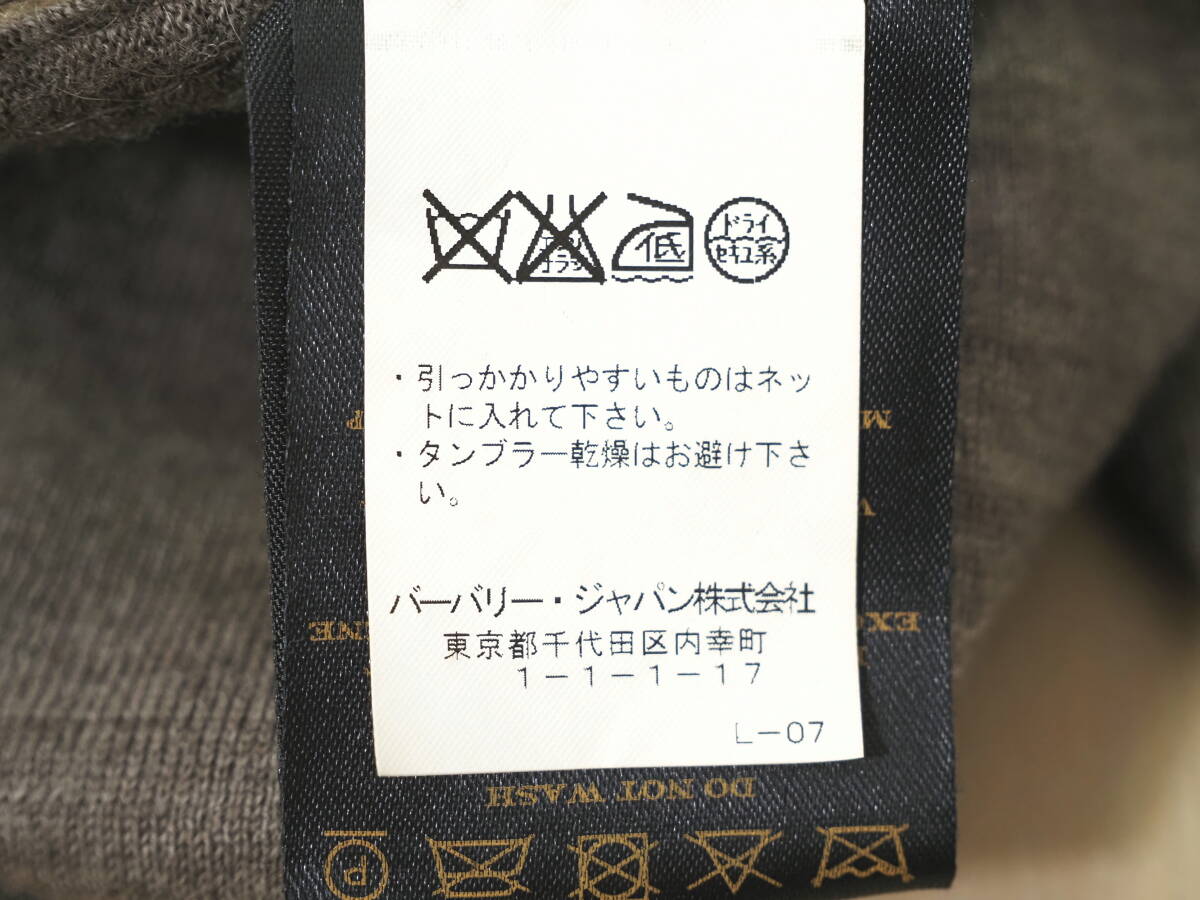 低
ドライ
セキユ系
・引っかかりやすいものはネッ
トに入れて下さい。
・タンブラー乾燥はお避け下さ
い。
バーバリー・ジャパン株式会社
東京都千代田区内幸町
1-1-1-17
L-07
DO NOT WASH
P